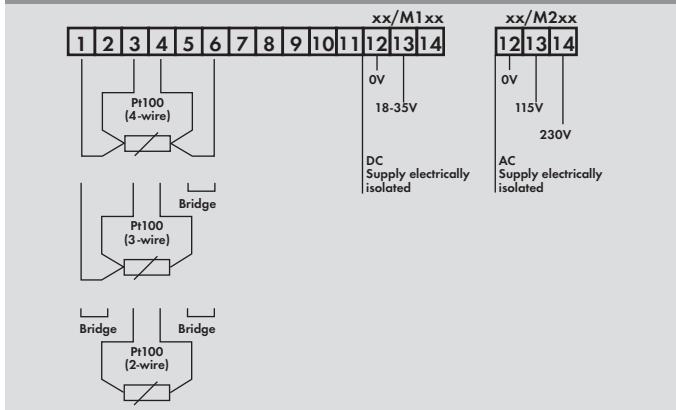 xx/M1xx xx/M2xx
1 2 3 4 5 6 7 8 9 10 11 12 13 14 12 13 14
0V 0V
Pt100
(4-wire)
18-35V 115V
230V
DC
Supply electrically
isolated
AC
Supply electrically
isolated
Bridge
Pt100
(3-wire)
Bridge Bridge
Pt100
(2-wire)